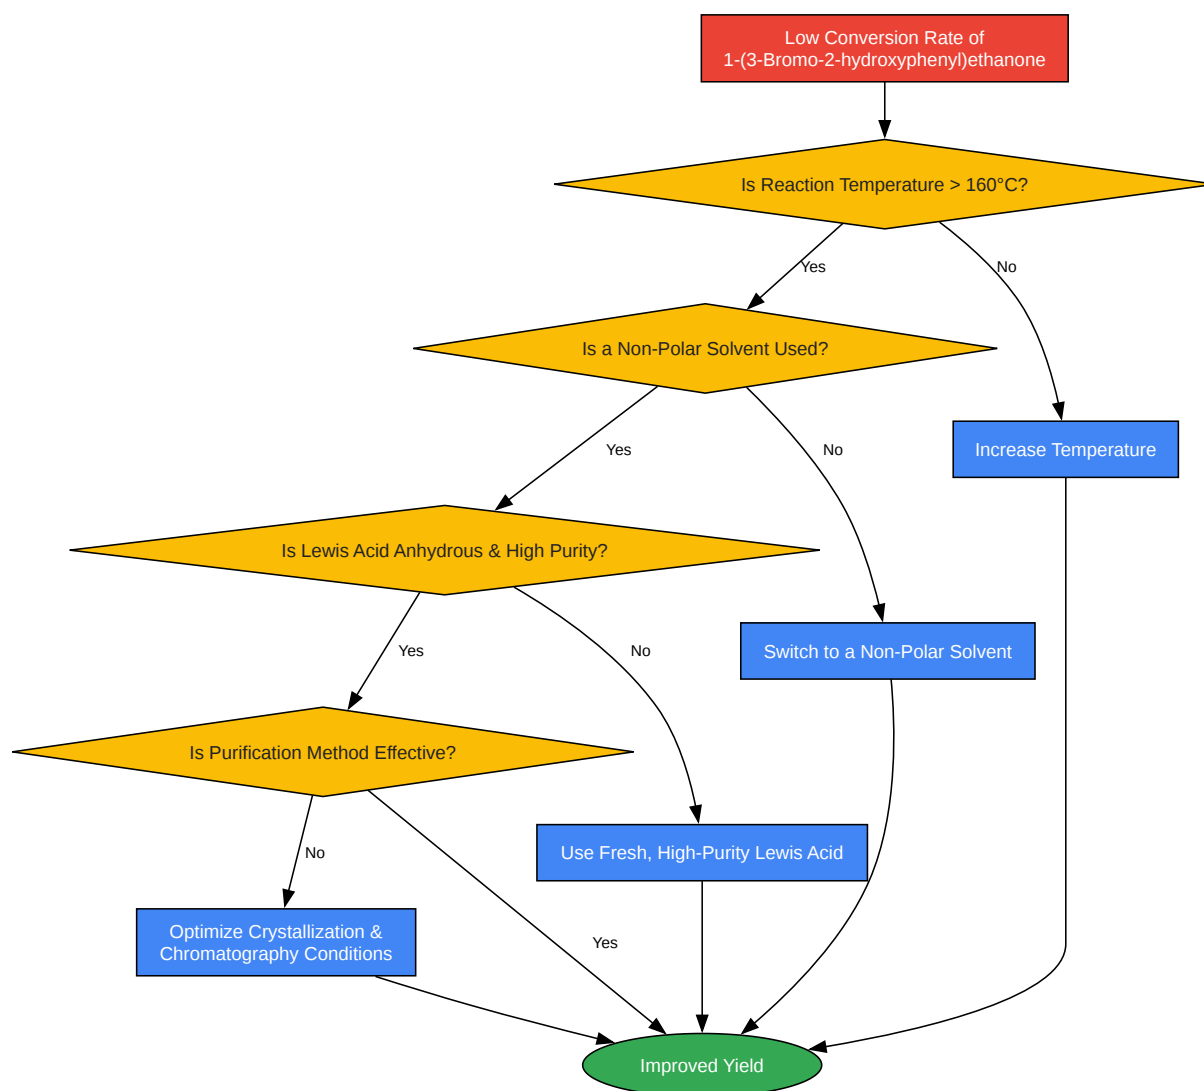 Low Conversion Rate of
1-(3-Bromo-2-hydroxyphenyl)ethanone
Is Reaction Temperature > 160°C?
Yes
No
Is a Non-Polar Solvent Used?
Yes
No
Increase Temperature
Is Lewis Acid Anhydrous & High Purity?
Yes
No
Switch to a Non-Polar Solvent
Is Purification Method Effective?
No
Yes
Use Fresh, High-Purity Lewis Acid
Optimize Crystallization &
Chromatography Conditions
Improved Yield